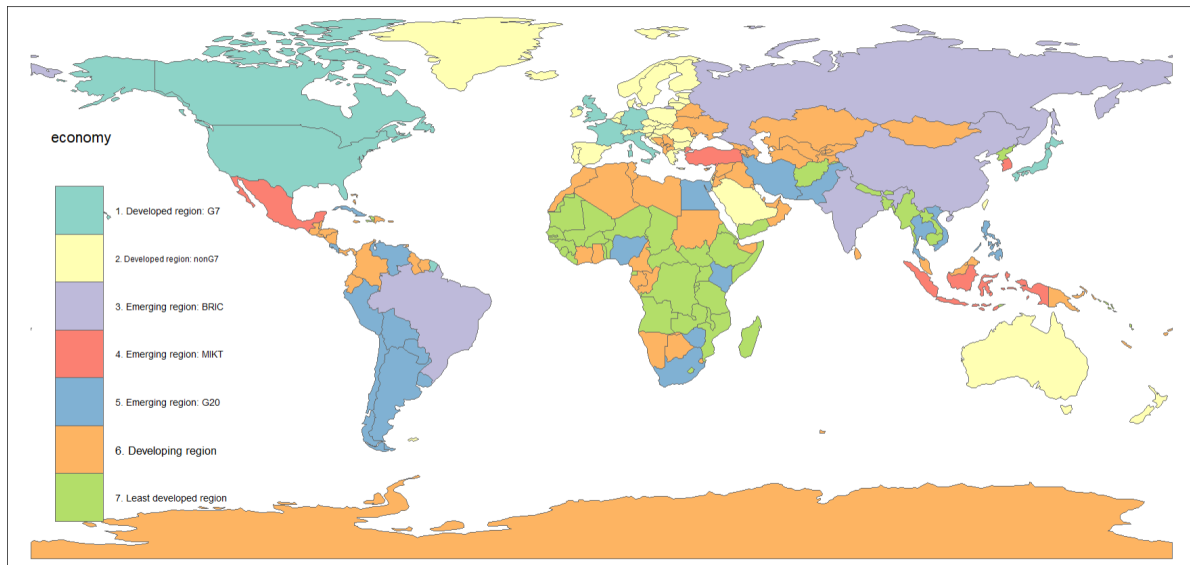 economy
1. Developed region: G7
2. Developed region: nonG7
3. Emerging region: BRIC
4. Emerging region: MIKT
5. Emerging region: G20
6. Developing region
7. Least developed region